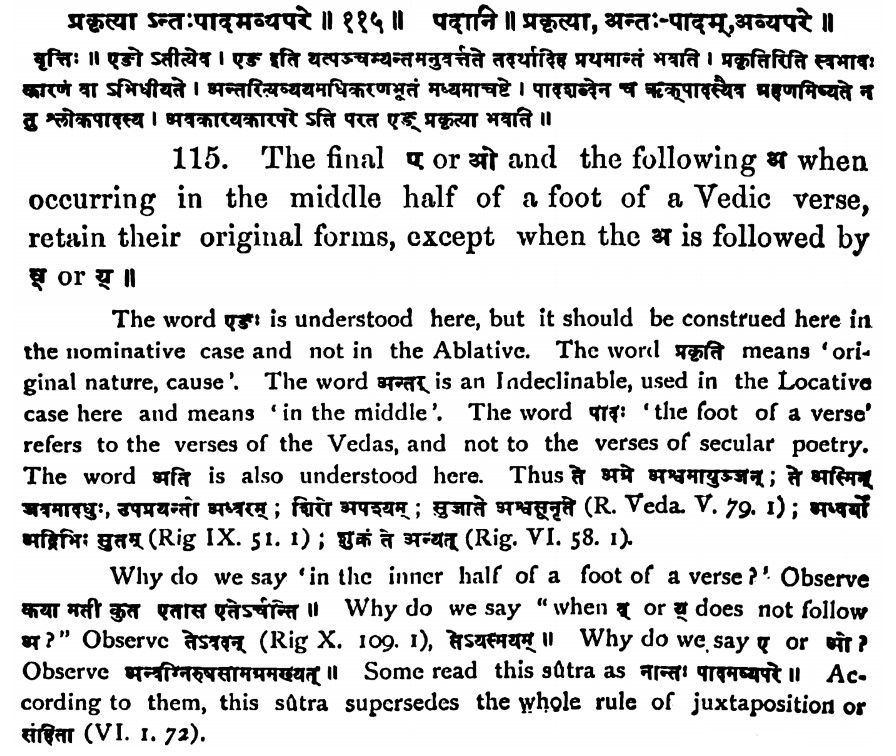 प्रकृत्या ऽन्तःपादमव्यपरे ॥ ११५ ॥ पदानि ॥ प्रकृत्या, अन्तः-पादम्, अव्यपरे ॥
वृत्तिः ॥ एङो ऽतीत्येव । एङ इति यत्पञ्चम्यन्तमनुवर्त्तते तदर्थादिह प्रथमान्तं भवति । प्रकृतिरिति स्वभावः
कारणं वा ऽभिधीयते । अन्तरित्यव्ययमधिकरणभूतं मध्यमाचष्टे । पादशब्देन च ऋक्पादस्यैव ग्रहणमिष्यते न
तु श्लोकपादस्य । अवकारयकारपरे ऽति परत एङ् प्रकृत्या भवति ॥
115. The final ए or ओ and the following अ when
occurring in the middle half of a foot of a Vedic verse,
retain their original forms, except when the अ is followed by
व् or य् ॥
The word एङः is understood here, but it should be construed here in
the nominative case and not in the Ablative. The word प्रकृति means 'ori-
ginal nature, cause'. The word अन्तर् is an Indeclinable, used in the Locative
case here and means 'in the middle'. The word पादः 'the foot of a verse'
refers to the verses of the Vedas, and not to the verses of secular poetry.
The word अति is also understood here. Thus ते अग्रे अश्वमायुञ्जन् ; ते अस्मिन्
जवमादधुः, उपप्रयन्तो अध्वरम् ; शिरो अपश्यम् ; सुजाते अश्वसूनृते (R. Veda. V. 79. 1) ; अध्वर्यो
अद्रिभिः सुतम् (Rig IX. 51. 1) ; शुक्रं ते अन्यत् (Rig. VI. 58. 1).
Why do we say 'in the inner half of a foot of a verse?' Observe
कया मती कुत एतास एतेऽर्चन्ति ॥ Why do we say "when व् or य् does not follow
अ ?" Observe तेऽवदन् (Rig X. 109. 1), तेऽयस्मयम् ॥ Why do we say ए or ओ ?
Observe अन्वग्निरुषसामग्रमख्यत् ॥ Some read this sûtra as नान्तः पादमव्यपरे ॥ Ac-
cording to them, this sûtra supersedes the whole rule of juxtaposition or
संहिता (VI. 1. 72).